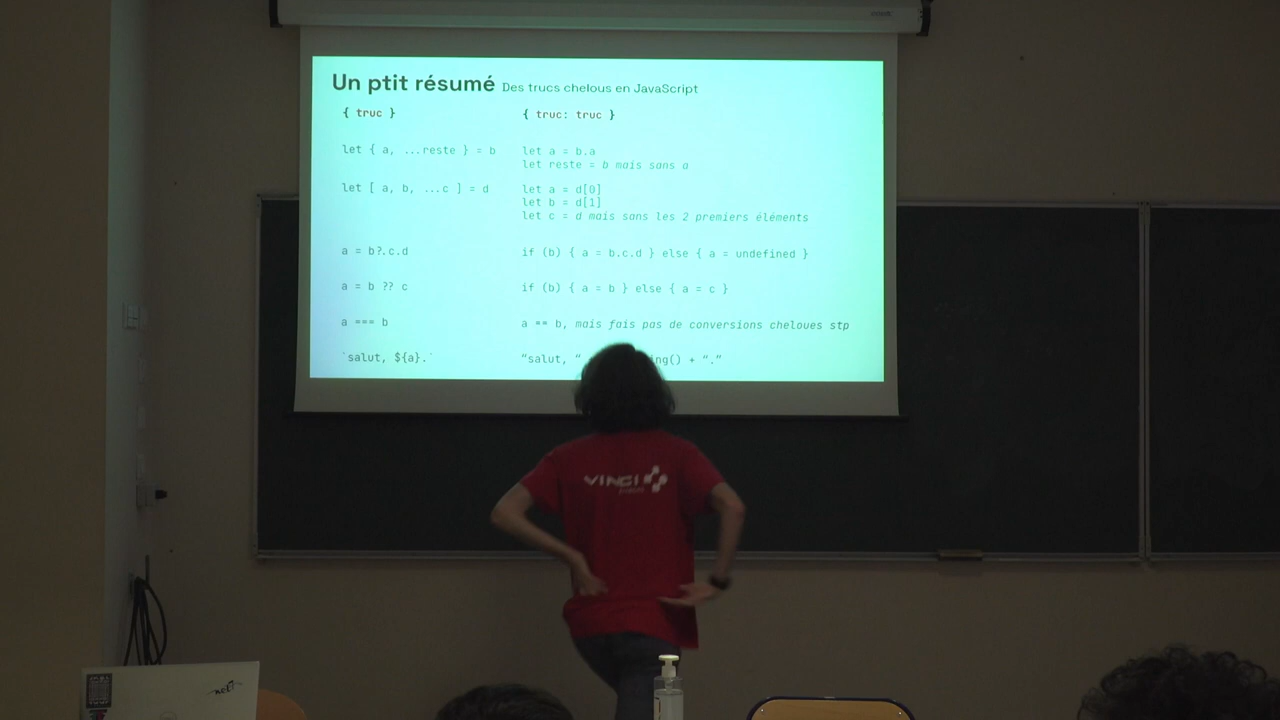 Un ptit résumé Des trucs chelous en JavaScript
{ truc } { truc: truc }
let { a, ...reste } = b let a = b.a
let reste = b mais sans a
let [ a, b, ...c ] = d let a = d[0]
let b = d[1]
let c = d mais sans les 2 premiers éléments
a = b?.c.d if (b) { a = b.c.d } else { a = undefined }
a = b ?? c if (b) { a = b } else { a = c }
a === b a == b, mais fais pas de conversions cheloues stp
`salut, ${a}.` "salut, " ing() + "."
VINCI